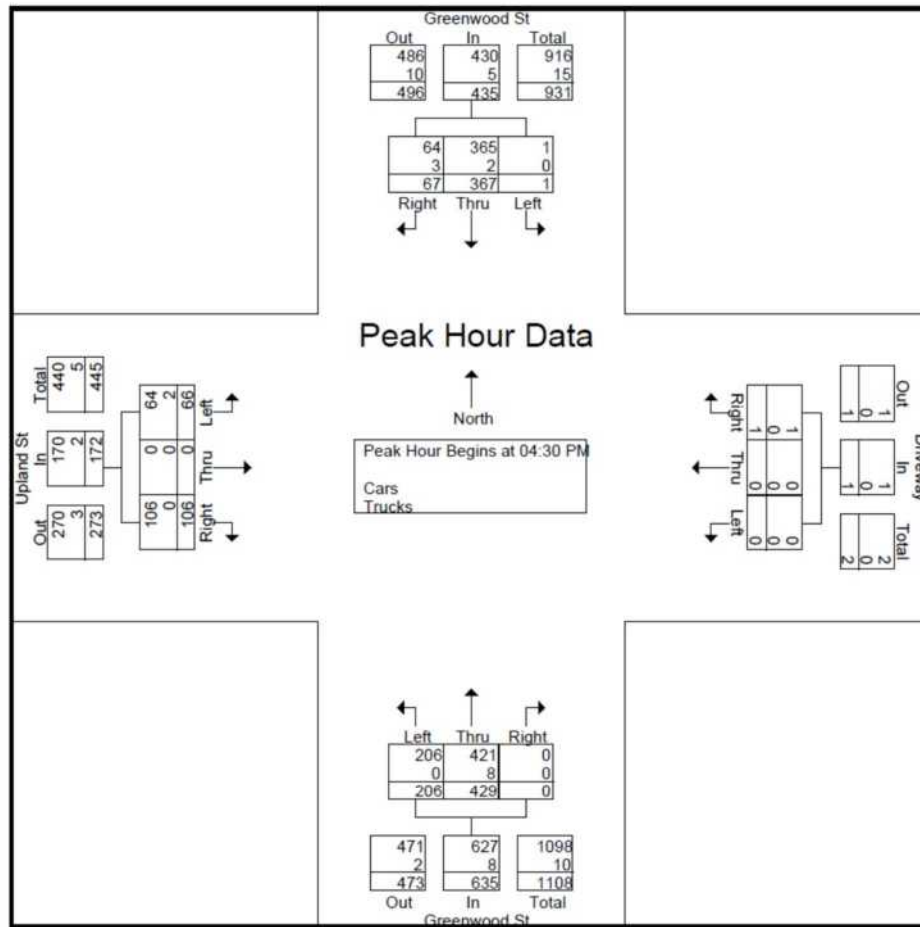 Greenwood St
Out In Total
486 430 916
10 5 15
496 435 931
64 365 1
3 2 0
67 367 1
Right Thru Left
Peak Hour Data
North
Peak Hour Begins at 04:30 PM
Cars
Trucks
Upland St
Total In Out
440 170 270
5 2 3
445 172 273
64 0 106
2 0 0
66 0 106
Left Thru Right
Right Thru Left
1 0 0
0 0 0
1 0 0
Out In Total
1 1 2
0 0 0
1 1 2
Driveway
Left Thru Right
206 421 0
0 8 0
206 429 0
471 627 1098
2 8 10
473 635 1108
Out In Total
Greenwood St